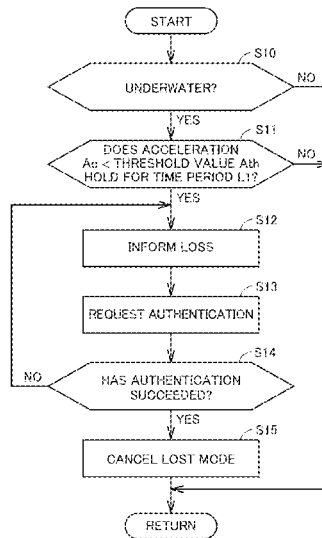 START
S10
UNDERWATER?
NO
YES
S11
DOES ACCELERATION
Ac < THRESHOLD VALUE Ath
HOLD FOR TIME PERIOD L1?
NO
YES
S12
INFORM LOSS
S13
REQUEST AUTHENTICATION
S14
HAS AUTHENTICATION
SUCCEEDED?
NO
YES
S15
CANCEL LOST MODE
RETURN